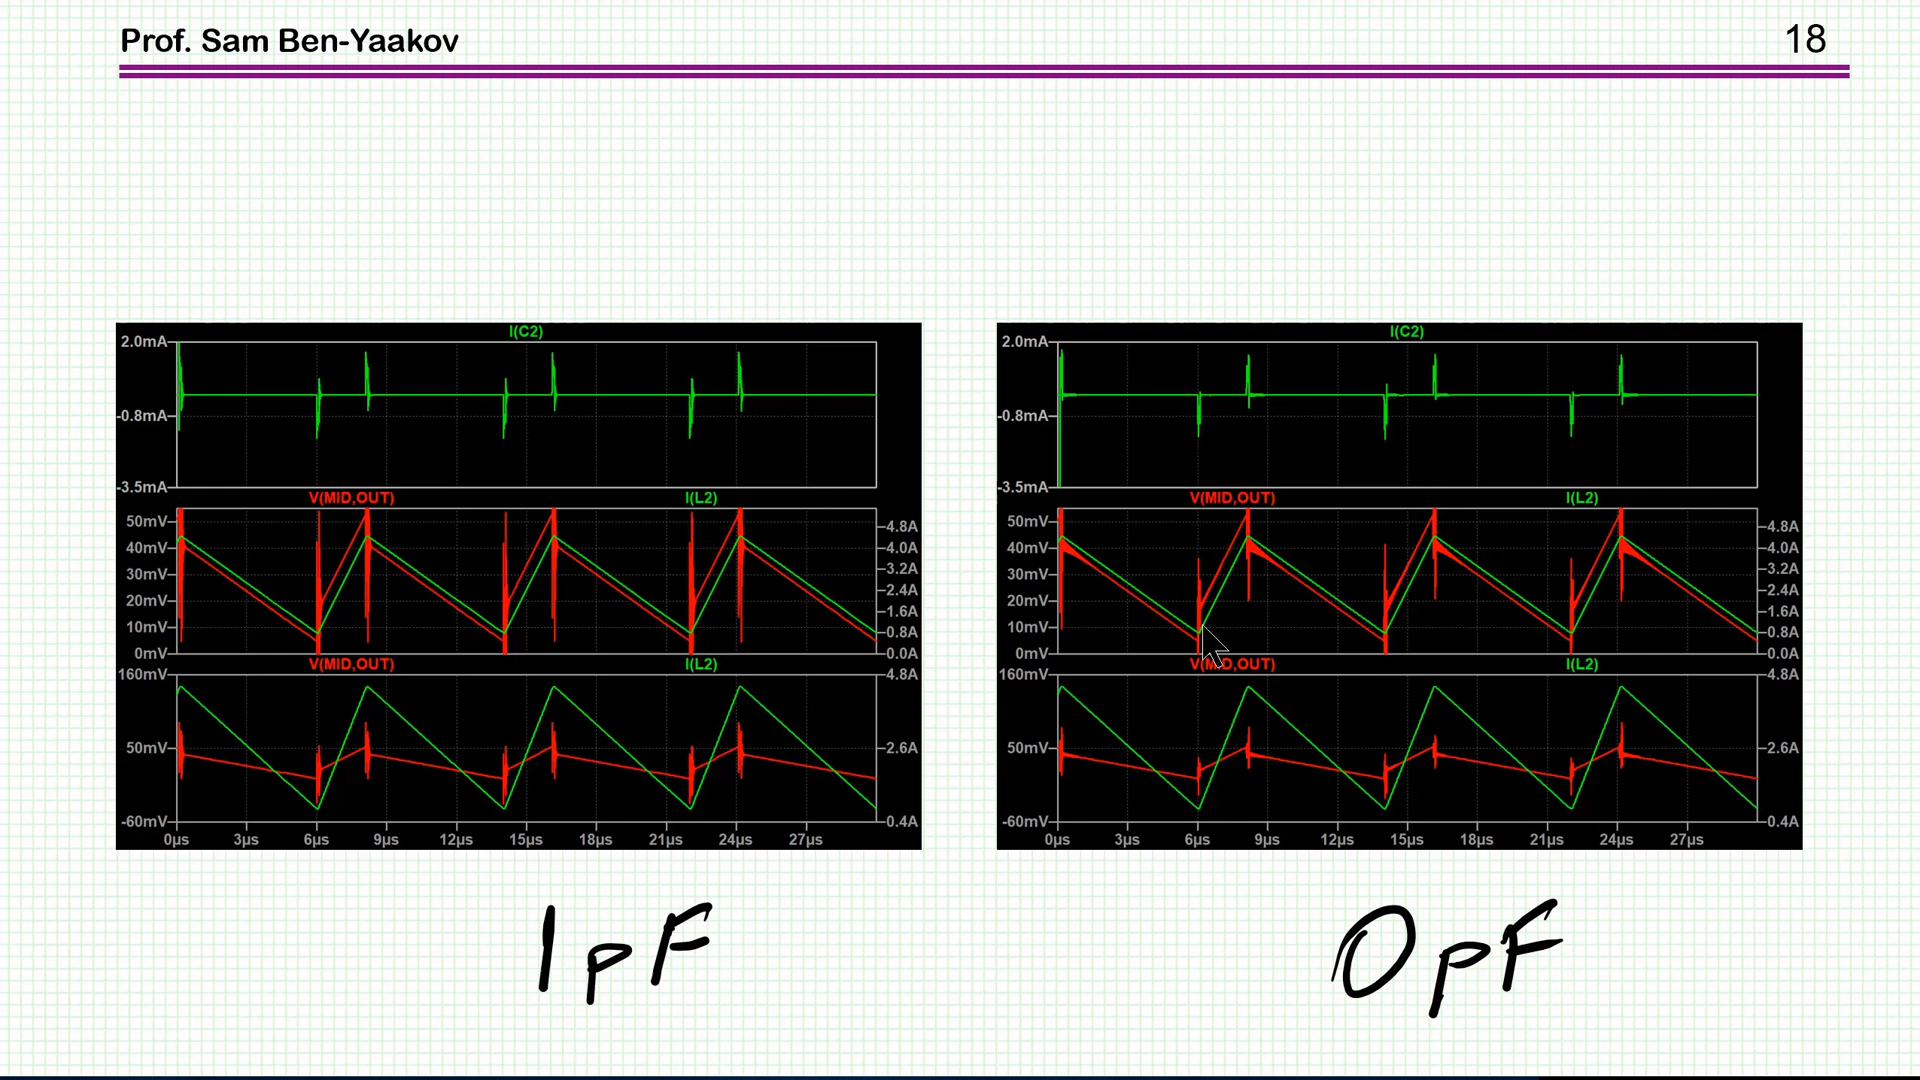 Prof. Sam Ben-Yaakov 18
I(C2)
2.0mA
-0.8mA
-3.5mA
V(MID,OUT) I(L2)
50mV 4.8A
40mV 4.0A
3.2A
30mV
2.4A
20mV
1.6A
10mV
0.8A
0mV 0.0A
V(MID,OUT) I(L2)
160mV 4.8A
50mV 2.6A
-60mV 0.4A
0µs 3µs 6µs 9µs 12µs 15µs 18µs 21µs 24µs 27µs
I(C2)
2.0mA
-0.8mA
-3.5mA
V(MID,OUT) I(L2)
50mV 4.8A
40mV 4.0A
3.2A
30mV
2.4A
20mV
1.6A
10mV
0.8A
0mV 0.0A
V(MID,OUT) I(L2)
160mV 4.8A
50mV 2.6A
-60mV 0.4A
0µs 3µs 6µs 9µs 12µs 15µs 18µs 21µs 24µs 27µs
1pF
0pF